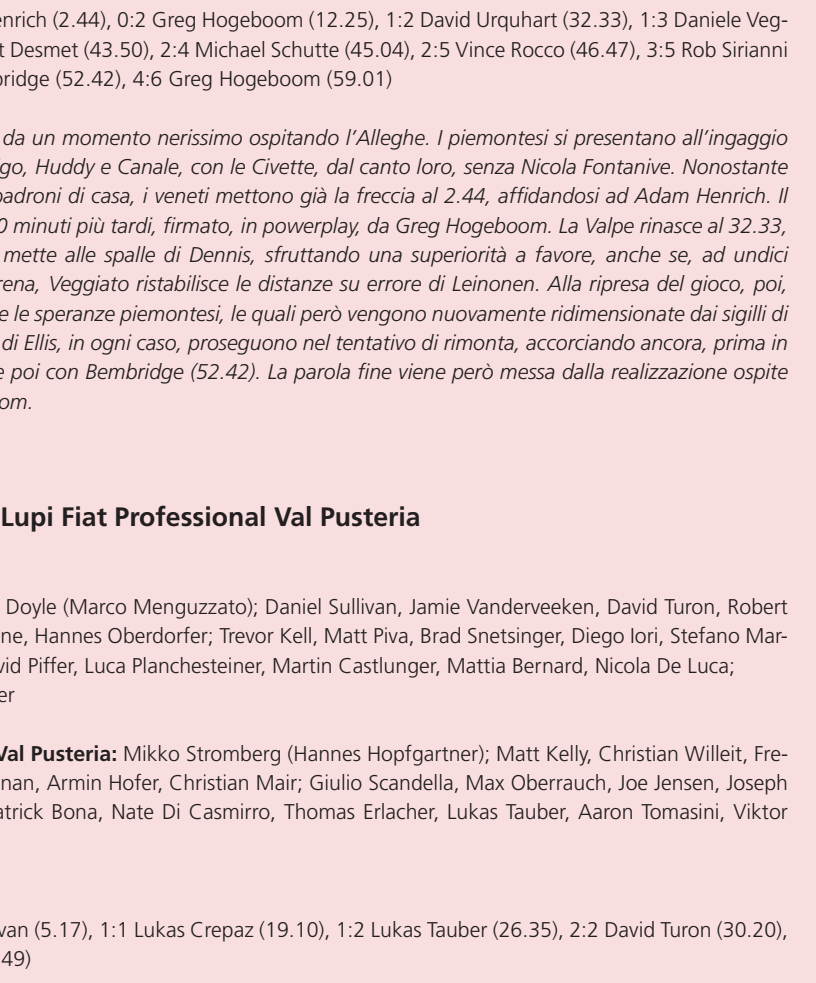 enrich (2.44), 0:2 Greg Hogeboom (12.25), 1:2 David Urquhart (32.33), 1:3 Daniele Veg-
t Desmet (43.50), 2:4 Michael Schutte (45.04), 2:5 Vince Rocco (46.47), 3:5 Rob Sirianni
bridge (52.42), 4:6 Greg Hogeboom (59.01)
da un momento nerissimo ospitando l’Alleghe. I piemontesi si presentano all’ingaggio
igo, Huddy e Canale, con le Civette, dal canto loro, senza Nicola Fontanive. Nonostante
padroni di casa, i veneti mettono già la freccia al 2.44, affidandosi ad Adam Henrich. Il
0 minuti più tardi, firmato, in powerplay, da Greg Hogeboom. La Valpe rinasce al 32.33,
mette alle spalle di Dennis, sfruttando una superiorità a favore, anche se, ad undici
rena, Veggiato ristabilisce le distanze su errore di Leinonen. Alla ripresa del gioco, poi,
e le speranze piemontesi, le quali però vengono nuovamente ridimensionate dai sigilli di
di Ellis, in ogni caso, proseguono nel tentativo di rimonta, accorciando ancora, prima in
e poi con Bembridge (52.42). La parola fine viene però messa dalla realizzazione ospite
om.
Lupi Fiat Professional Val Pusteria
Doyle (Marco Menguzzato); Daniel Sullivan, Jamie Vanderveeken, David Turon, Robert
ne, Hannes Oberdorfer; Trevor Kell, Matt Piva, Brad Snetsinger, Diego Iori, Stefano Mar-
vid Piffer, Luca Planchesteiner, Martin Castlunger, Mattia Bernard, Nicola De Luca;
er
Val Pusteria: Mikko Stromberg (Hannes Hopfgartner); Matt Kelly, Christian Willeit, Fre-
nan, Armin Hofer, Christian Mair; Giulio Scandella, Max Oberrauch, Joe Jensen, Joseph
atrick Bona, Nate Di Casmirro, Thomas Erlacher, Lukas Tauber, Aaron Tomasini, Viktor
van (5.17), 1:1 Lukas Crepaz (19.10), 1:2 Lukas Tauber (26.35), 2:2 David Turon (30.20),
49)